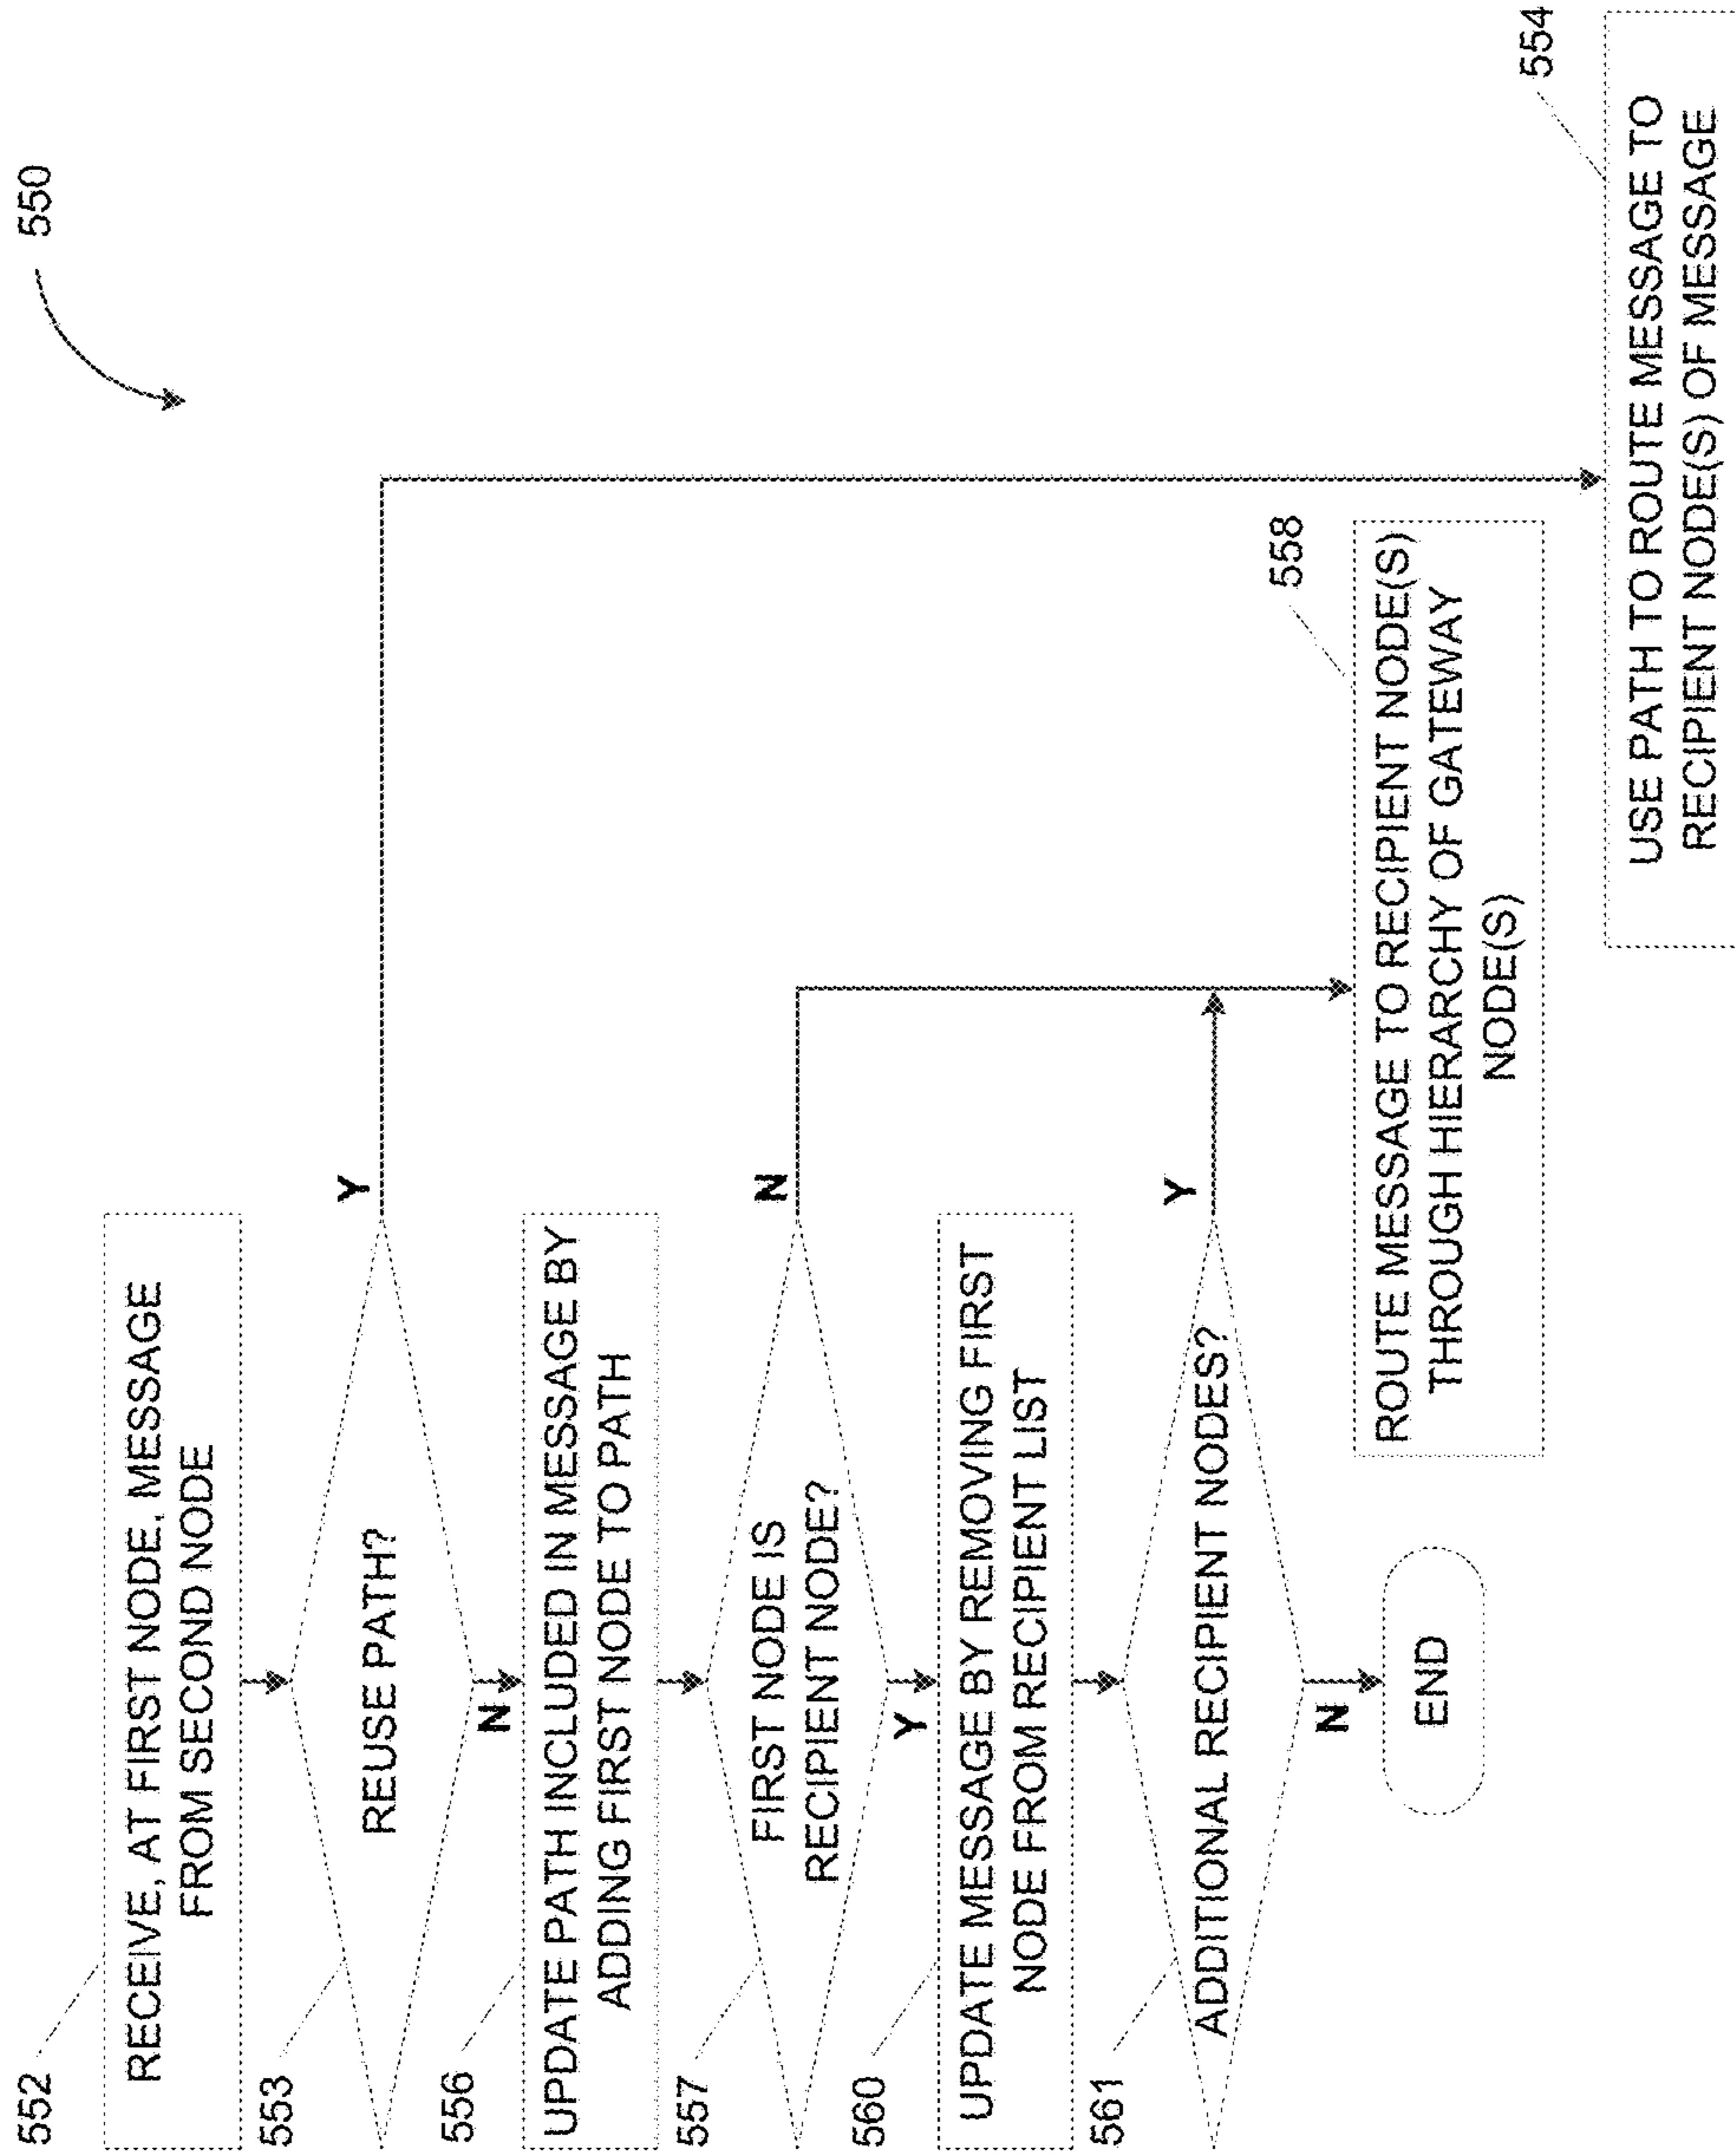 550
552
RECEIVE, AT FIRST NODE, MESSAGE
FROM SECOND NODE
553
REUSE PATH?
Y
N
556
UPDATE PATH INCLUDED IN MESSAGE BY
ADDING FIRST NODE TO PATH
557
FIRST NODE IS
RECIPIENT NODE?
N
Y
560
UPDATE MESSAGE BY REMOVING FIRST
NODE FROM RECIPIENT LIST
561
ADDITIONAL RECIPIENT NODES?
Y
N
END
558
ROUTE MESSAGE TO RECIPIENT NODE(S)
THROUGH HIERARCHY OF GATEWAY
NODE(S)
554
USE PATH TO ROUTE MESSAGE TO
RECIPIENT NODE(S) OF MESSAGE